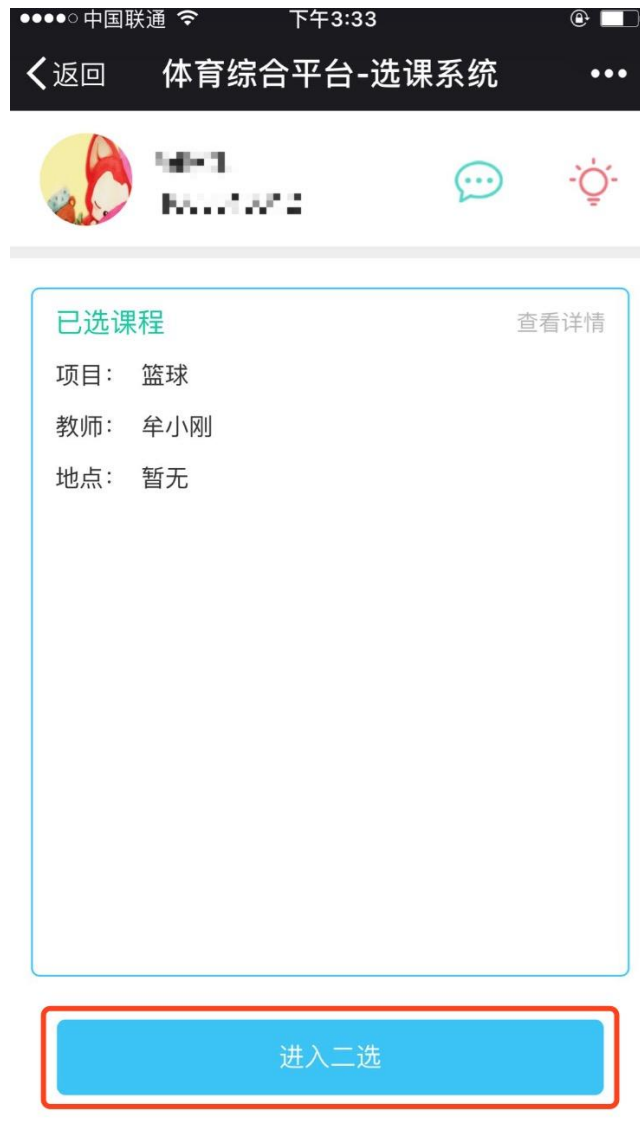 中国联通 下午3:33
返回 体育综合平台-选课系统
已选课程 查看详情
项目： 篮球
教师： 牟小刚
地点： 暂无
进入二选